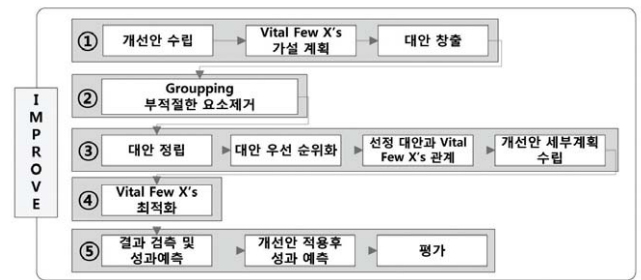 IMPROVE
① 개선안 수립
Vital Few X's
가설 계획
대안 창출
② Groupping
부적절한 요소제거
③ 대안 정립
대안 우선 순위화
선정 대안과 Vital
Few X's 관계
개선안 세부계획
수립
④ Vital Few X's
최적화
⑤ 결과 검측 및
성과예측
개선안 적용후
성과 예측
평가